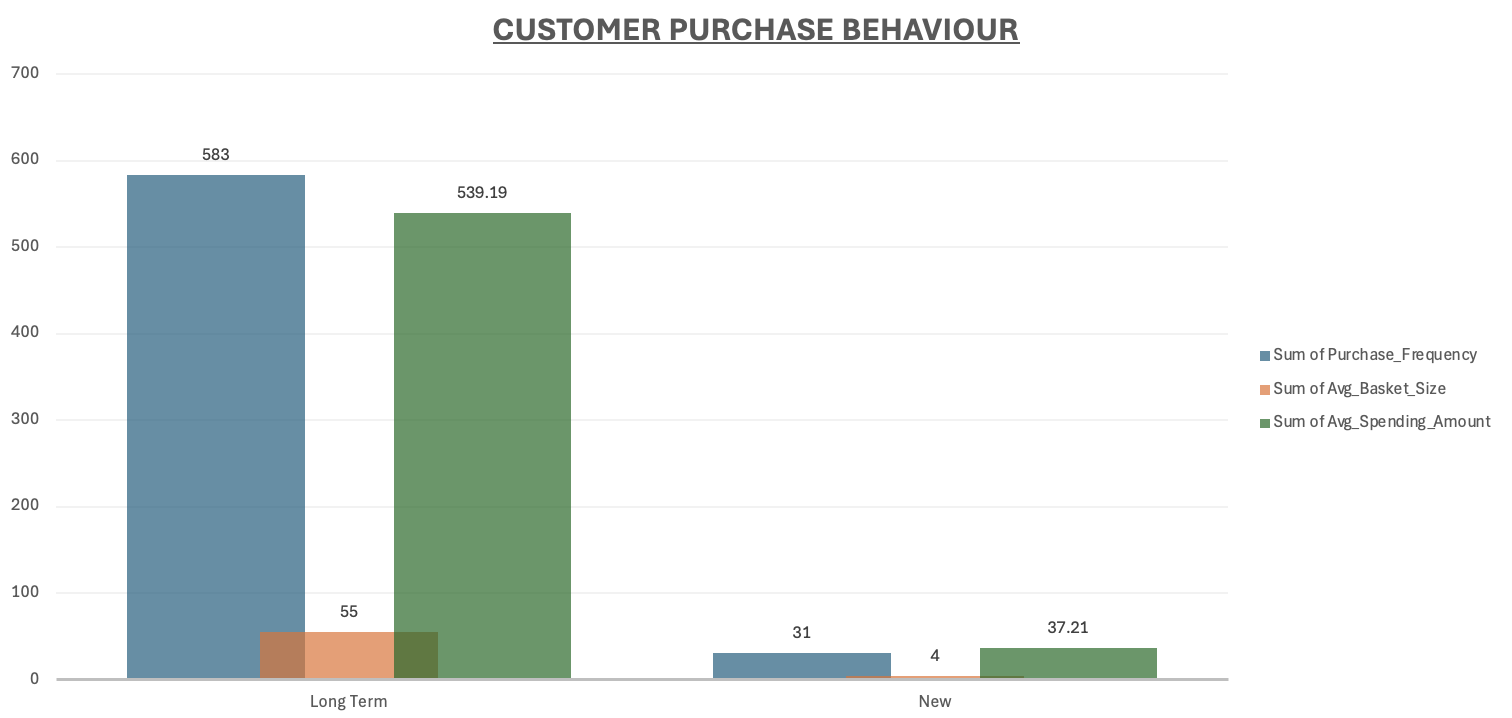 CUSTOMER PURCHASE BEHAVIOUR
700
600
500
400
300
200
100
0
583
55
539.19
31
4
37.21
Long Term
New
Sum of Purchase_Frequency
Sum of Avg_Basket_Size
Sum of Avg_Spending_Amount